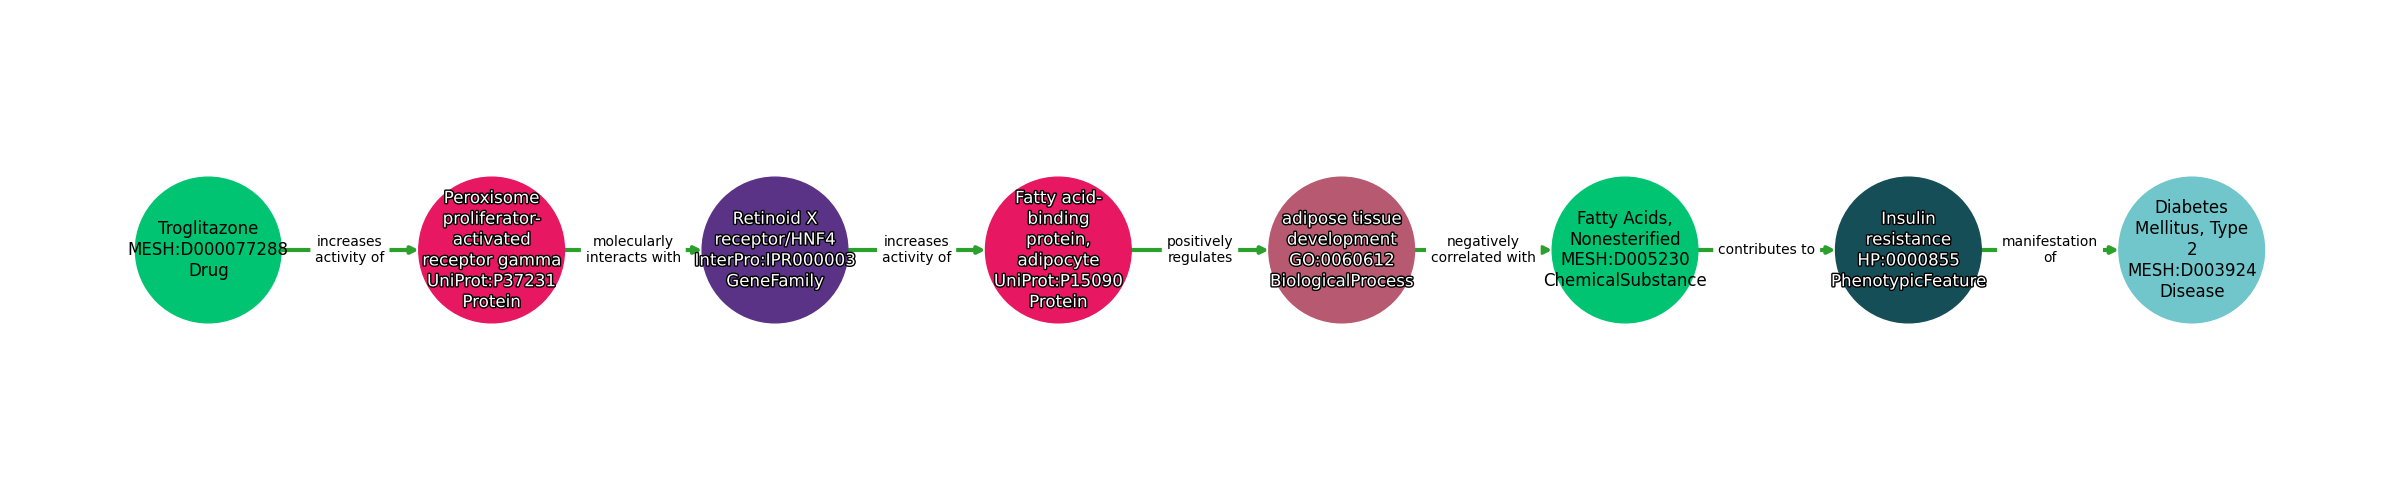 Troglitazone
MESH:D000077288
Drug
increases
activity of
Peroxisome
proliferator-
activated
receptor gamma
UniProt:P37231
Protein
molecularly
interacts with
Retinoid X
receptor/HNF4
InterPro:IPR000003
GeneFamily
increases
activity of
Fatty acid-
binding
protein,
adipocyte
UniProt:P15090
Protein
positively
regulates
adipose tissue
development
GO:0060612
BiologicalProcess
negatively
correlated with
Fatty Acids,
Nonesterified
MESH:D005230
ChemicalSubstance
contributes to
Insulin
resistance
HP:0000855
PhenotypicFeature
manifestation
of
Diabetes
Mellitus, Type
2
MESH:D003924
Disease